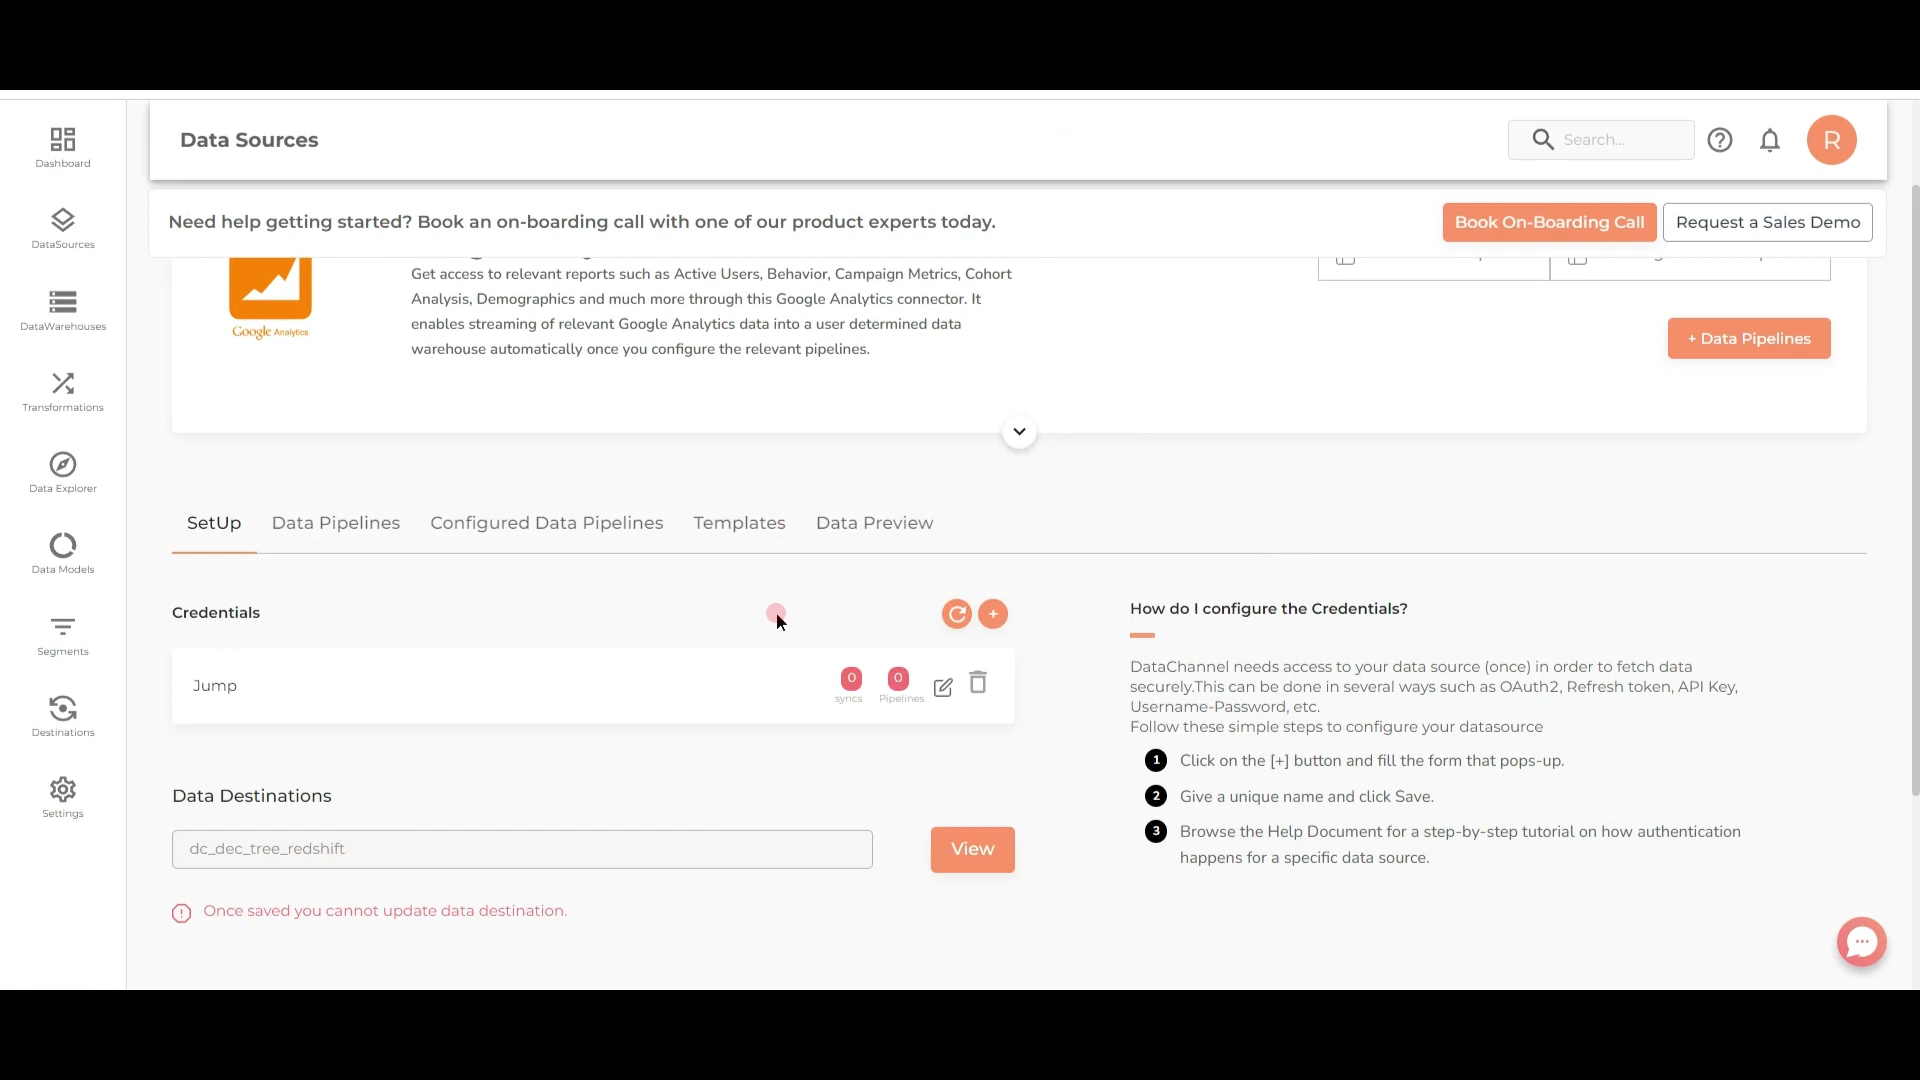 Data Sources
Search...
R
Dashboard
DataSources
DataWarehouses
Transformations
Data Explorer
Data Models
Segments
Destinations
Settings
Need help getting started? Book an on-boarding call with one of our product experts today.
Book On-Boarding Call
Request a Sales Demo
Google Analytics
Get access to relevant reports such as Active Users, Behavior, Campaign Metrics, Cohort
Analysis, Demographics and much more through this Google Analytics connector. It
enables streaming of relevant Google Analytics data into a user determined data
warehouse automatically once you configure the relevant pipelines.
+ Data Pipelines
SetUp
Data Pipelines
Configured Data Pipelines
Templates
Data Preview
Credentials
+
Jump
0
syncs
0
Pipelines
Data Destinations
dc_dec_tree_redshift
View
Once saved you cannot update data destination.
How do I configure the Credentials?
DataChannel needs access to your data source (once) in order to fetch data
securely.This can be done in several ways such as OAuth2, Refresh token, API Key,
Username-Password, etc.
Follow these simple steps to configure your datasource
1 Click on the [+] button and fill the form that pops-up.
2 Give a unique name and click Save.
3 Browse the Help Document for a step-by-step tutorial on how authentication
happens for a specific data source.